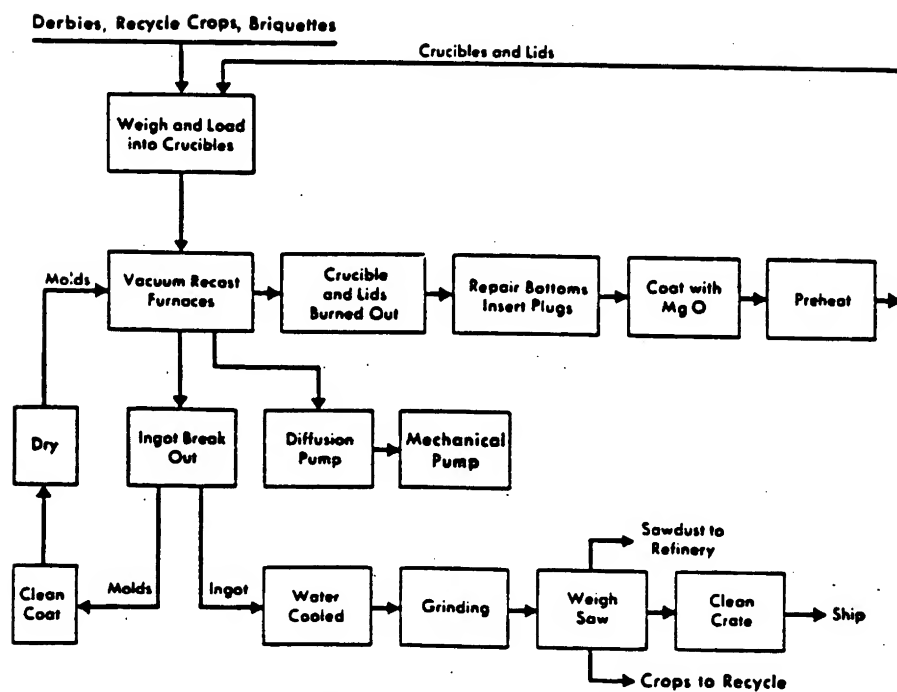 Derbies, Recycle Crops, Briquettes
Crucibles and Lids
Weigh and Load
into Crucibles
Molds
Vacuum Recast
Furnaces
Crucible
and Lids
Burned Out
Repair Bottoms
Insert Plugs
Coat with
Mg O
Preheat
Dry
Ingot Break
Out
Diffusion
Pump
Mechanical
Pump
Sawdust to
Refinery
Clean
Coat
Molds
Ingot
Water
Cooled
Grinding
Weigh
Saw
Clean
Crate
Ship
Crops to Recycle